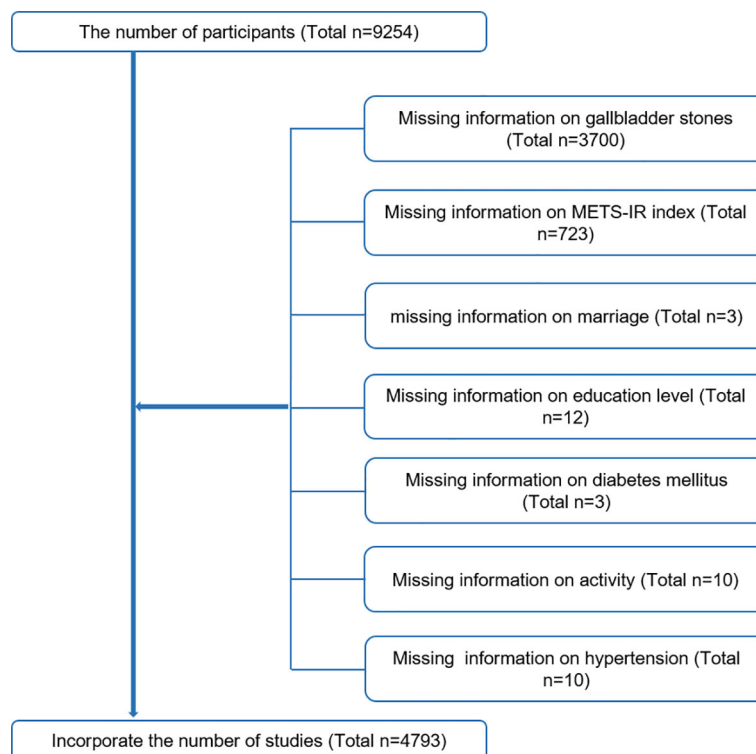 The number of participants (Total n=9254)
Missing information on gallbladder stones
(Total n=3700)
Missing information on METS-IR index (Total
n=723)
missing information on marriage (Total n=3)
Missing information on education level (Total
n=12)
Missing information on diabetes mellitus
(Total n=3)
Missing information on activity (Total n=10)
Missing  information on hypertension (Total
n=10)
Incorporate the number of studies (Total n=4793)